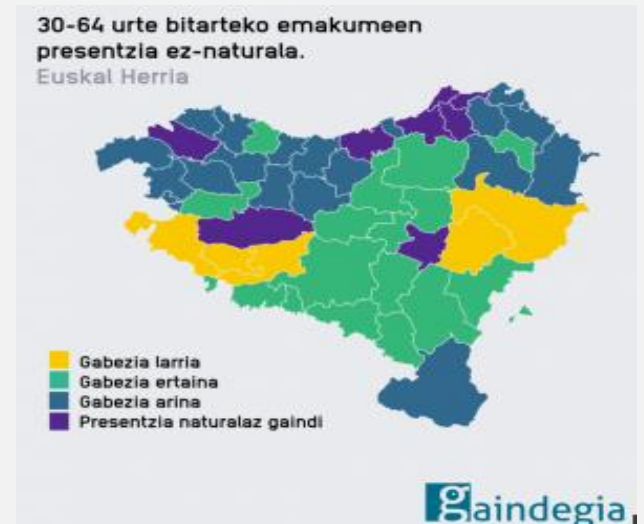 30-64 urte bitarteko emakumeen
presentzia ez-naturala.
Euskal Herria
Gabezia larria
Gabezia ertaina
Gabezia arina
Presentzia naturalaz gaindi
gaindegia